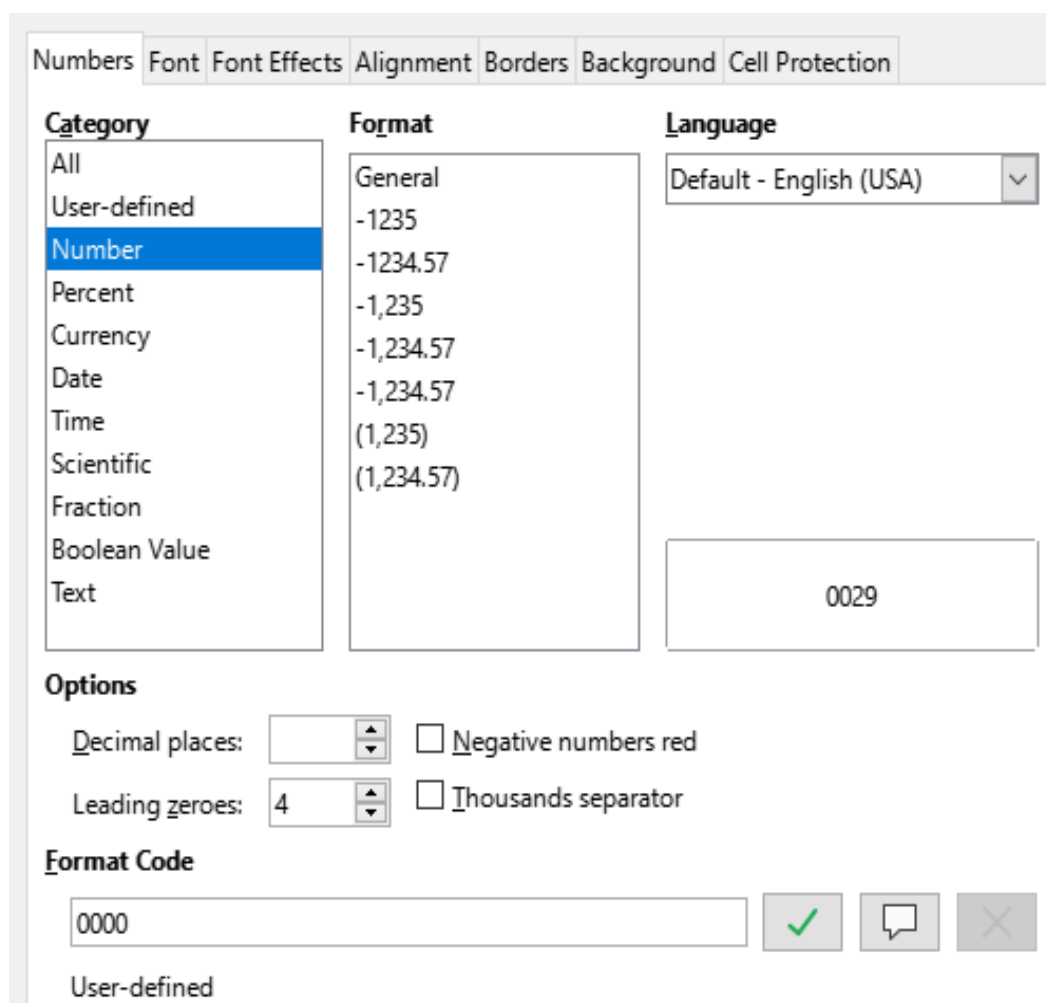 Numbers Font Font Effects Alignment Borders Background Cell Protection
Category
All
User-defined
Number
Percent
Currency
Date
Time
Scientific
Fraction
Boolean Value
Text
Format
General
-1235
-1234.57
-1,235
-1,234.57
-1,234.57
(1,235)
(1,234.57)
Language
Default - English (USA)
0029
Options
Decimal places:
Negative numbers red
Leading zeroes: 4
Thousands separator
Format Code
0000
User-defined